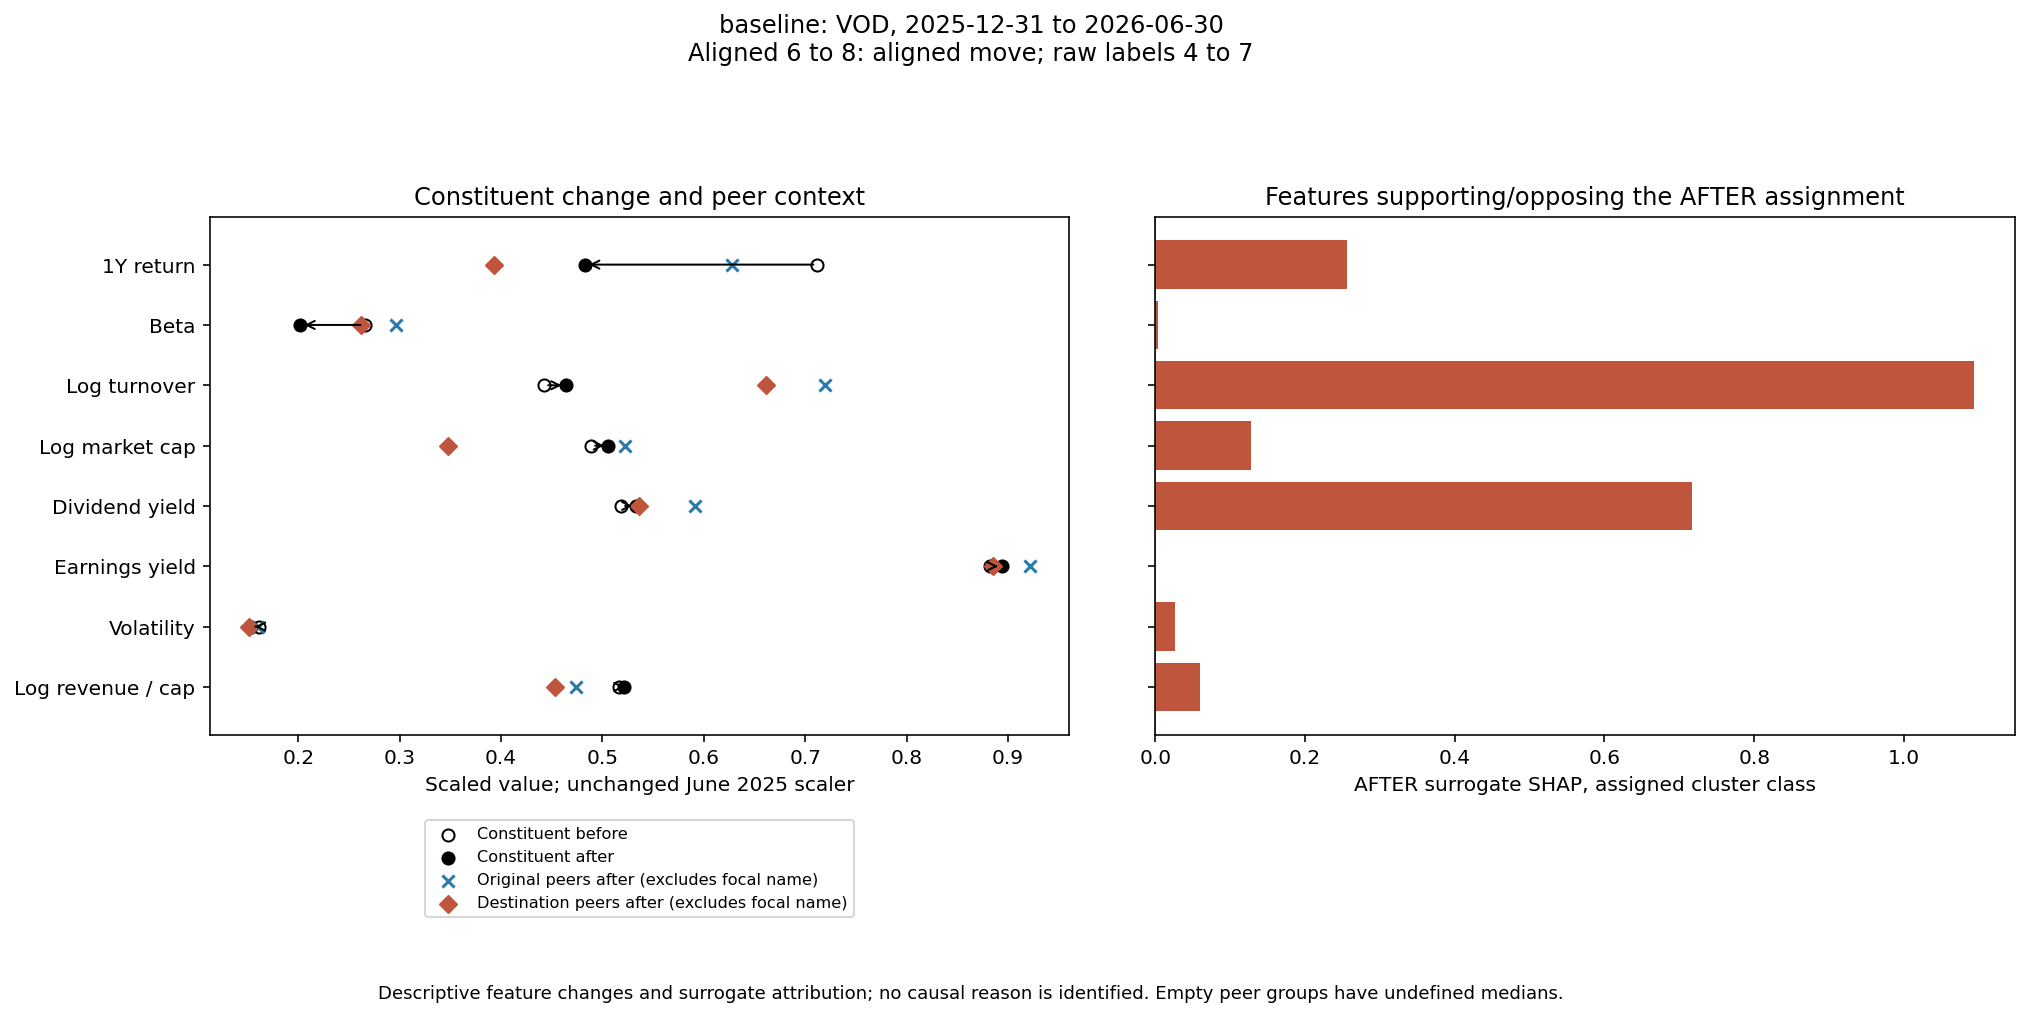 baseline: VOD, 2025-12-31 to 2026-06-30
Aligned 6 to 8: aligned move; raw labels 4 to 7
Constituent change and peer context
1Y return
Beta
Log turnover
Log market cap
Dividend yield
Earnings yield
Volatility
Log revenue / cap
0.2 0.3 0.4 0.5 0.6 0.7 0.8 0.9
Scaled value; unchanged June 2025 scaler
Constituent before
Constituent after
Original peers after (excludes focal name)
Destination peers after (excludes focal name)
Features supporting/opposing the AFTER assignment
0.0 0.2 0.4 0.6 0.8 1.0
AFTER surrogate SHAP, assigned cluster class
Descriptive feature changes and surrogate attribution; no causal reason is identified. Empty peer groups have undefined medians.